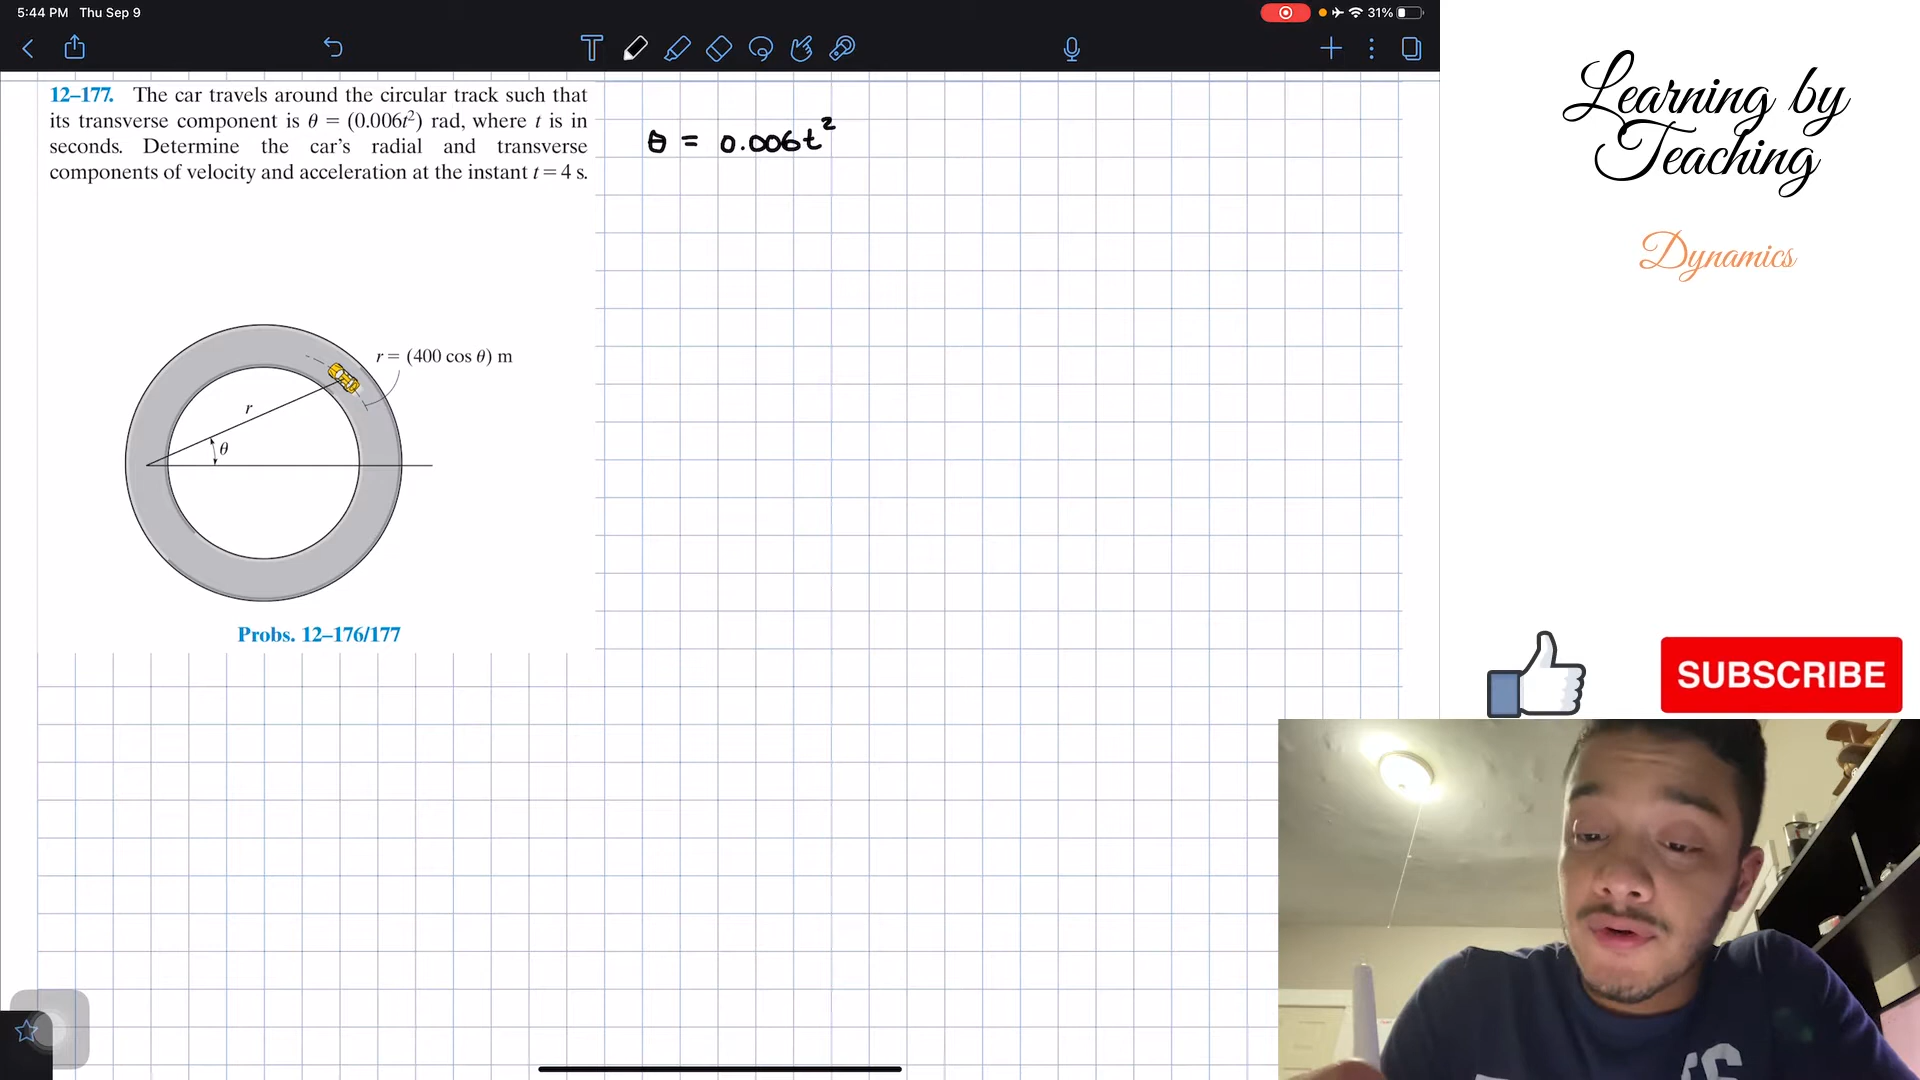 5:44 PM Thu Sep 9
31%
12–177. The car travels around the circular track such that
its transverse component is θ = (0.006t²) rad, where t is in
seconds. Determine the car's radial and transverse
components of velocity and acceleration at the instant t = 4 s.
θ = 0.006t²
r = (400 cos θ) m
r
θ
Probs. 12–176/177
Learning by
Teaching
Dynamics
SUBSCRIBE